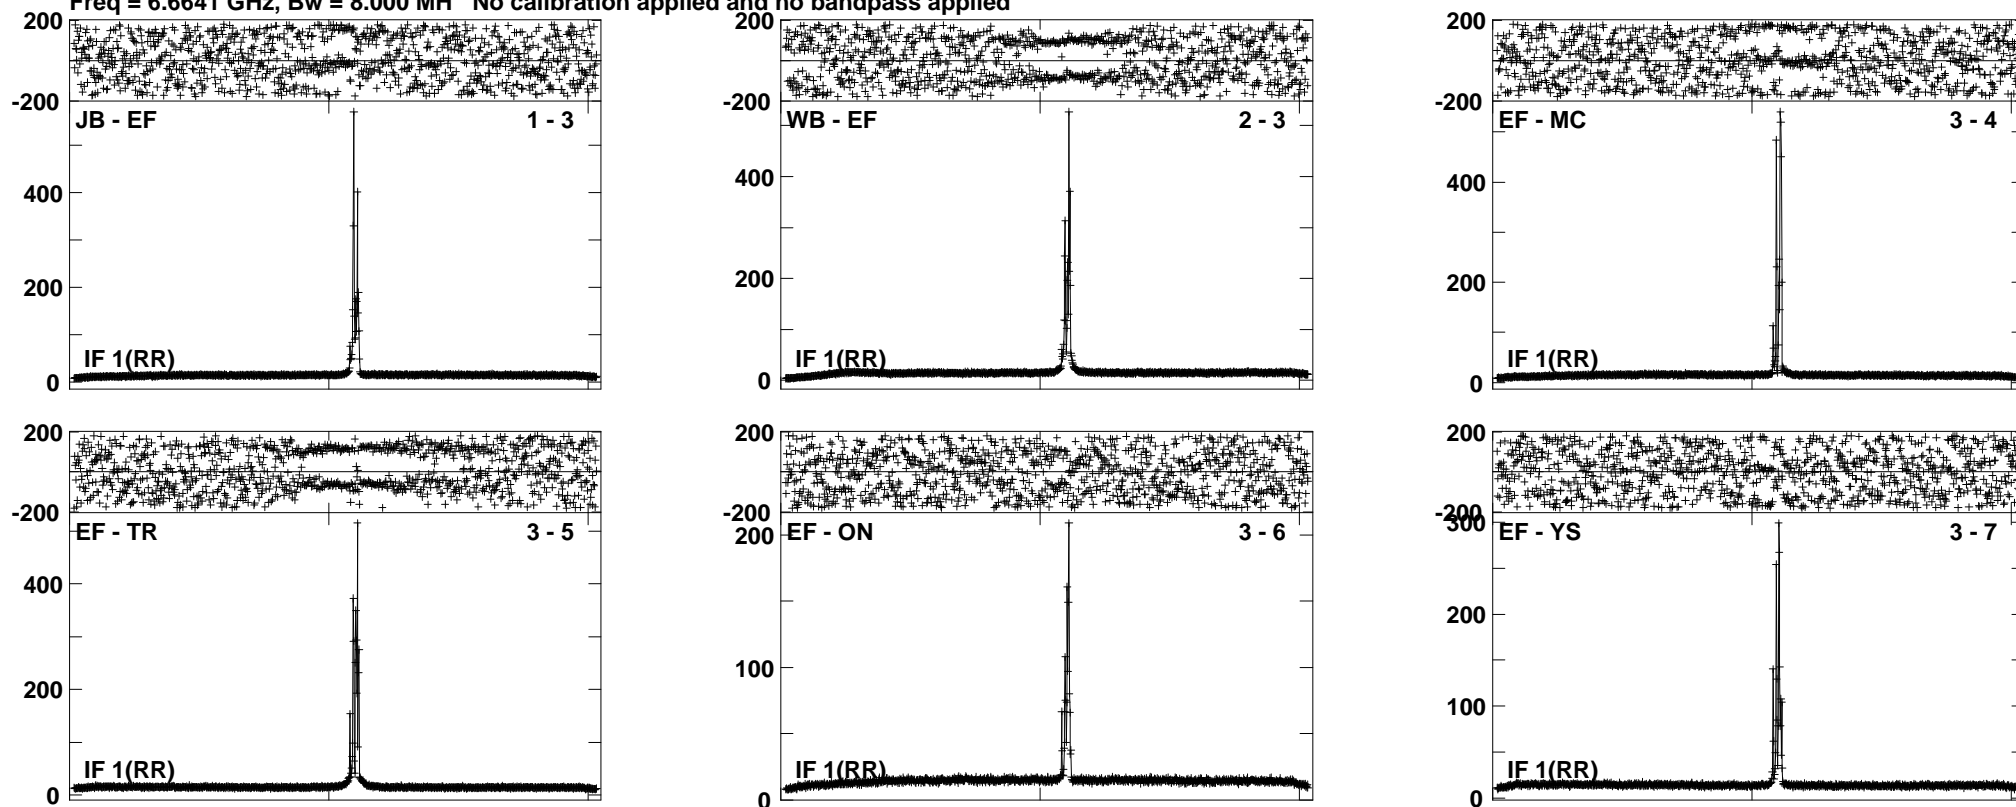 Freq = 6.6641 GHz, Bw = 8.000 MH No calibration applied and no bandpass applied
200
-200
JB - EF 1 - 3
400
200
IF 1(RR)
0
200
-200
WB - EF 2 - 3
400
200
IF 1(RR)
0
200
-200
EF - MC 3 - 4
400
200
IF 1(RR)
0
200
-200
EF - TR 3 - 5
400
200
IF 1(RR)
0
200
-200
200
EF - ON 3 - 6
100
IF 1(RR)
0
200
-200
300
EF - YS 3 - 7
200
100
IF 1(RR)
0